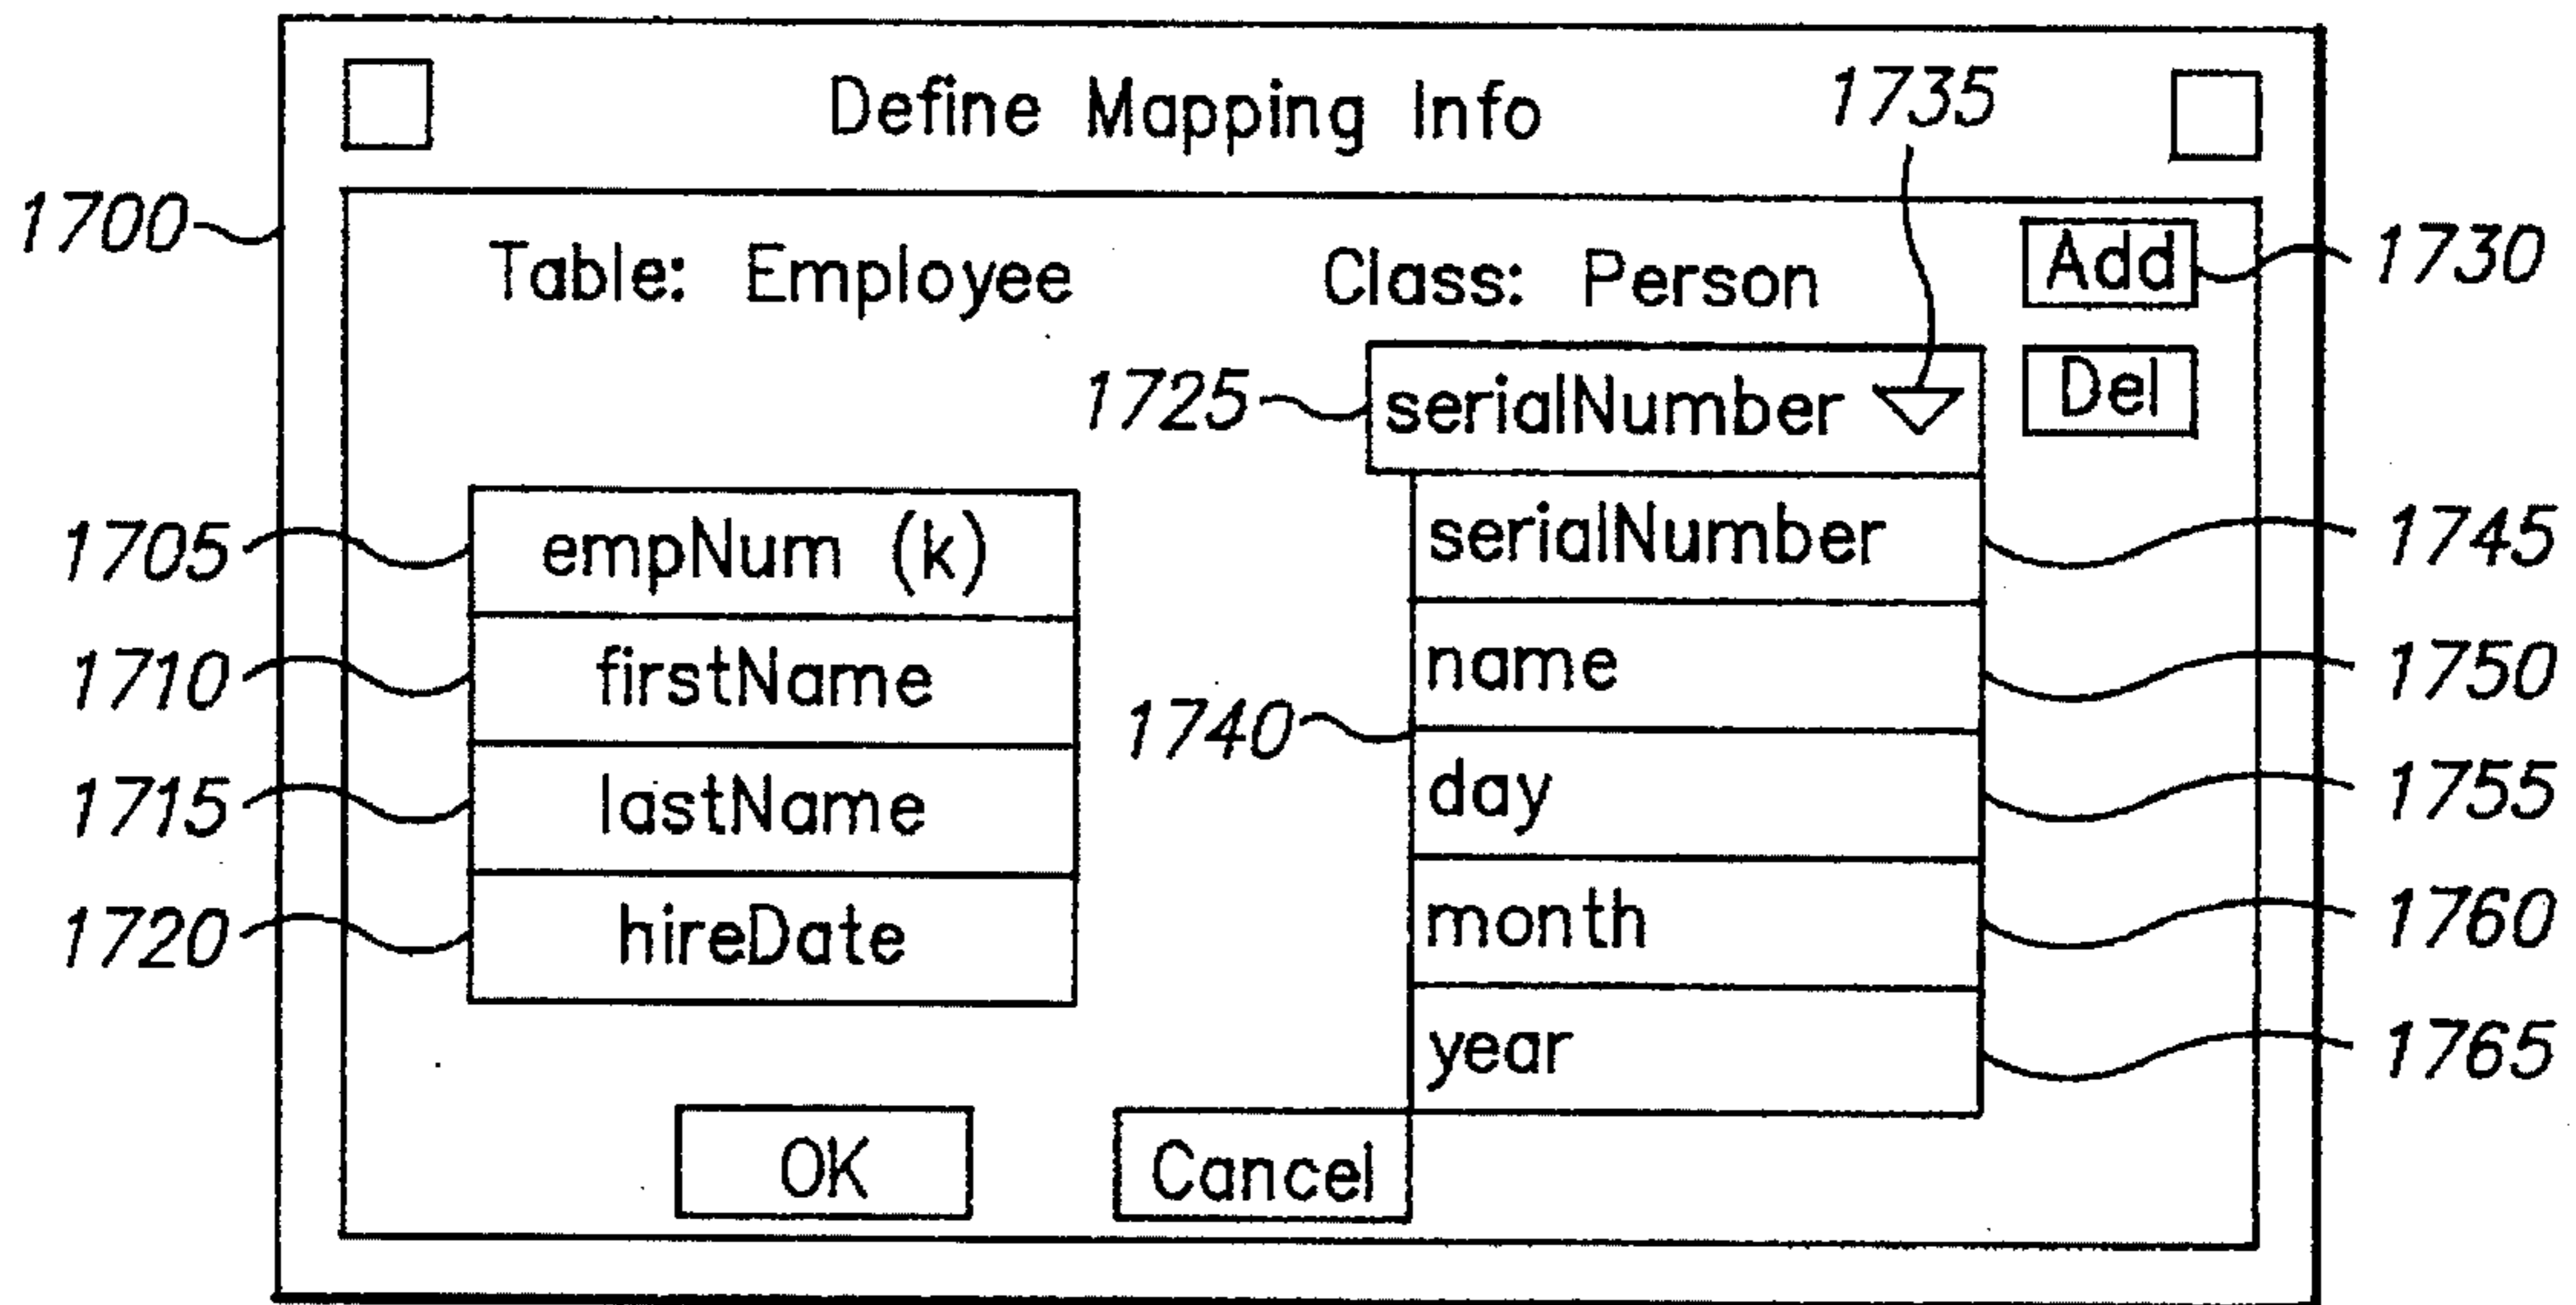 Define Mapping Info
1735
1700
Table: Employee
Class: Person
Add
1730
1725
serialNumber
Del
1705
empNum (k)
serialNumber
1745
1710
firstName
name
1750
1740
1715
lastName
day
1755
1720
hireDate
month
1760
year
1765
OK
Cancel